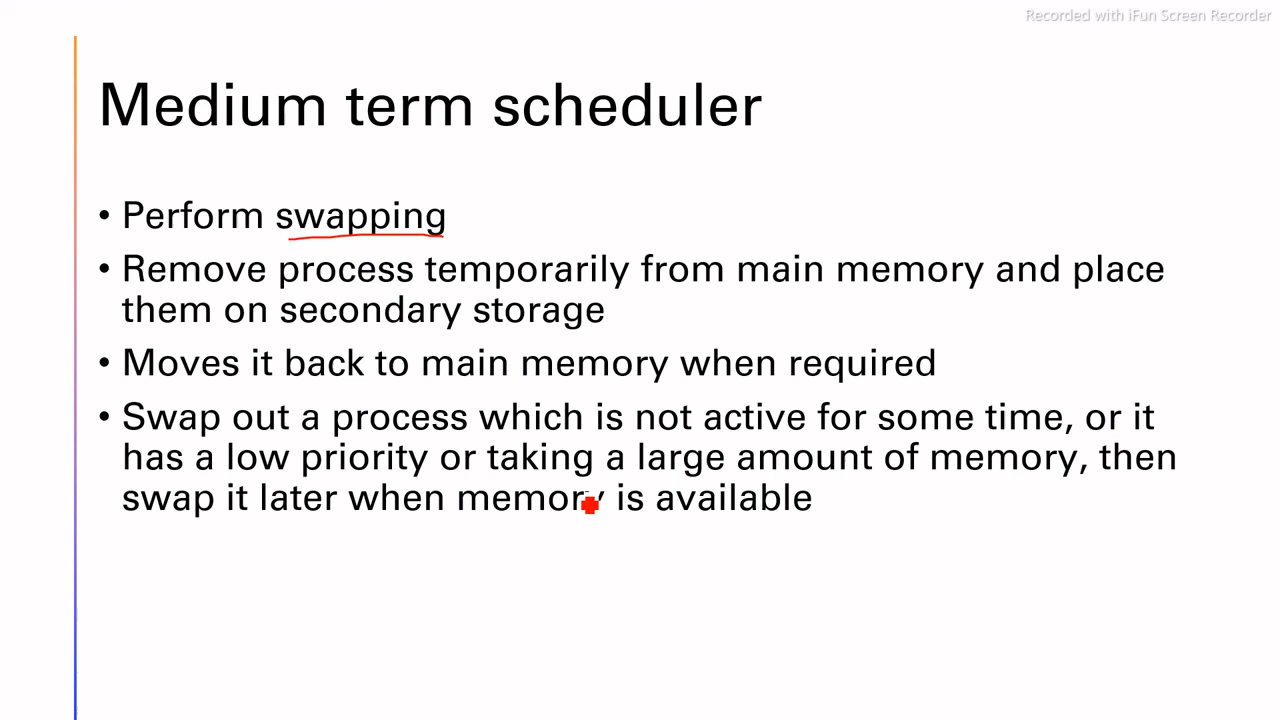 Recorded with iFun Screen Recorder
Medium term scheduler
• Perform swapping
• Remove process temporarily from main memory and place
them on secondary storage
• Moves it back to main memory when required
• Swap out a process which is not active for some time, or it
has a low priority or taking a large amount of memory, then
swap it later when memory is available